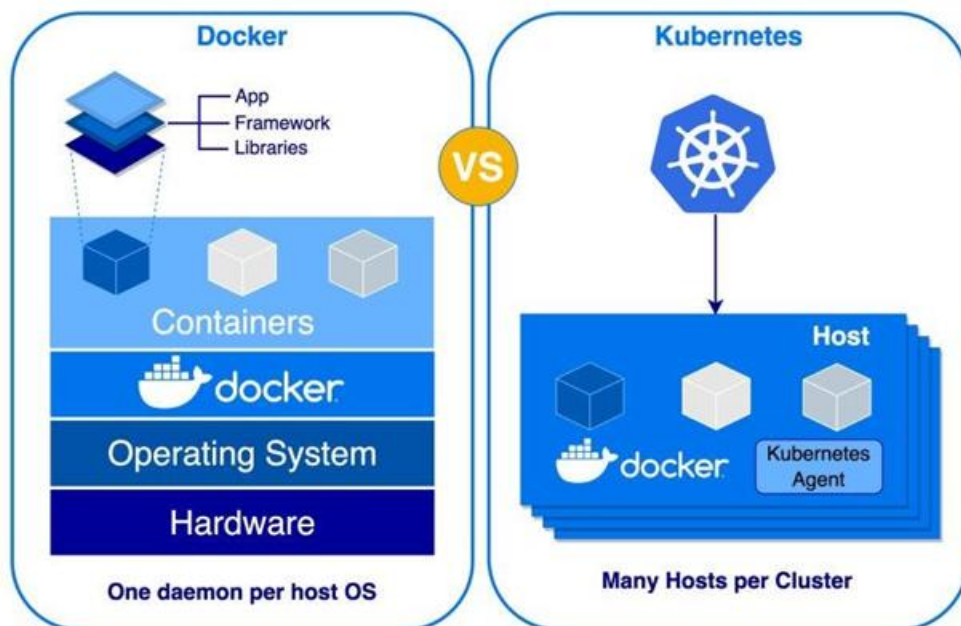 Docker
App
Framework
Libraries
Containers
docker
Operating System
Hardware
One daemon per host OS
VS
Kubernetes
Host
docker
Kubernetes
Agent
Many Hosts per Cluster